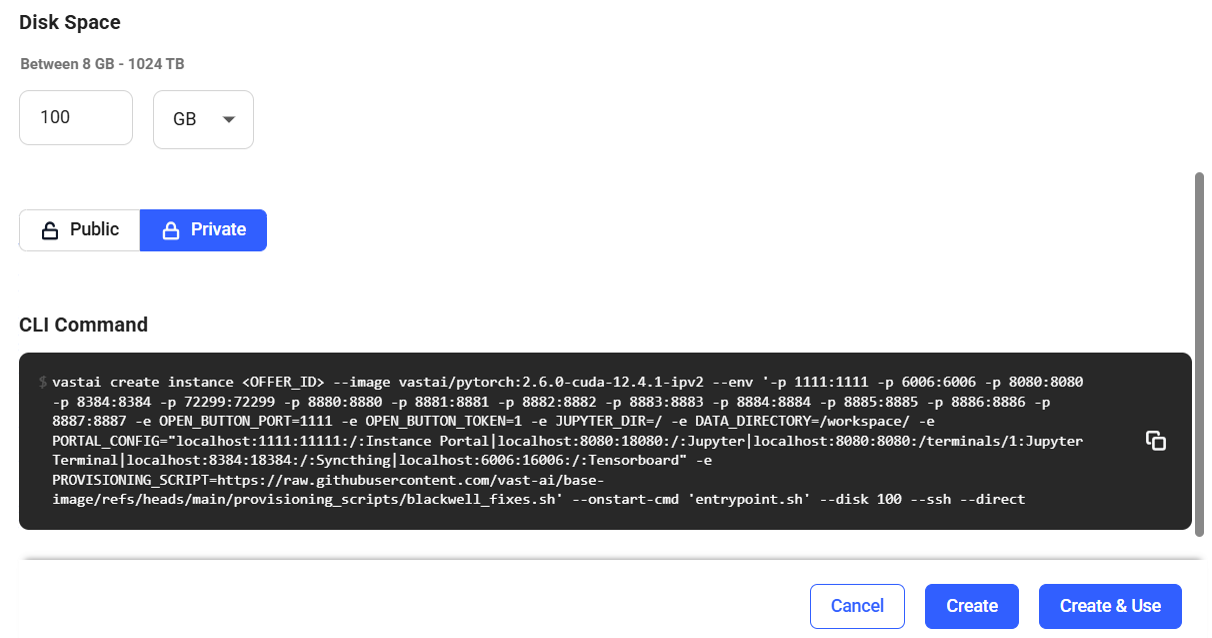 Disk Space
Between 8 GB - 1024 TB
100 GB
Public Private
CLI Command
$ vastai create instance <OFFER_ID> --image vastai/pytorch:2.6.0-cuda-12.4.1-ipv2 --env '-p 1111:1111 -p 6006:6006 -p 8080:8080
-p 8384:8384 -p 72299:72299 -p 8880:8880 -p 8881:8881 -p 8882:8882 -p 8883:8883 -p 8884:8884 -p 8885:8885 -p 8886:8886 -p
8887:8887 -e OPEN_BUTTON_PORT=1111 -e OPEN_BUTTON_TOKEN=1 -e JUPYTER_DIR=/ -e DATA_DIRECTORY=/workspace/ -e
PORTAL_CONFIG="localhost:1111:11111:/:Instance Portal|localhost:8080:18080:/:Jupyter|localhost:8080:8080:/terminals/1:Jupyter
Terminal|localhost:8384:18384:/:Syncthing|localhost:6006:16006:/:Tensorboard" -e
PROVISIONING_SCRIPT=https://raw.githubusercontent.com/vast-ai/base-
image/refs/heads/main/provisioning_scripts/blackwell_fixes.sh' --onstart-cmd 'entrypoint.sh' --disk 100 --ssh --direct
Cancel Create Create & Use